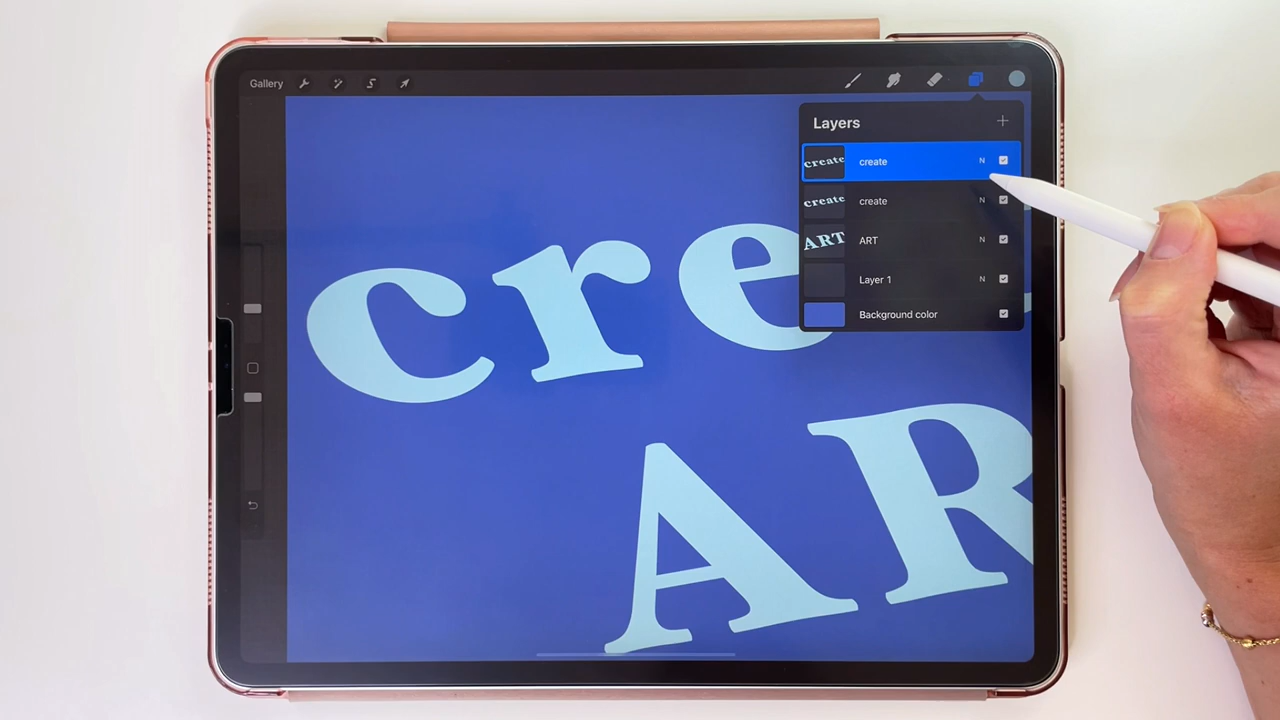 Gallery
Layers
create N
create N
ART N
Layer 1 N
Background color
create
create
ART
cre
AR